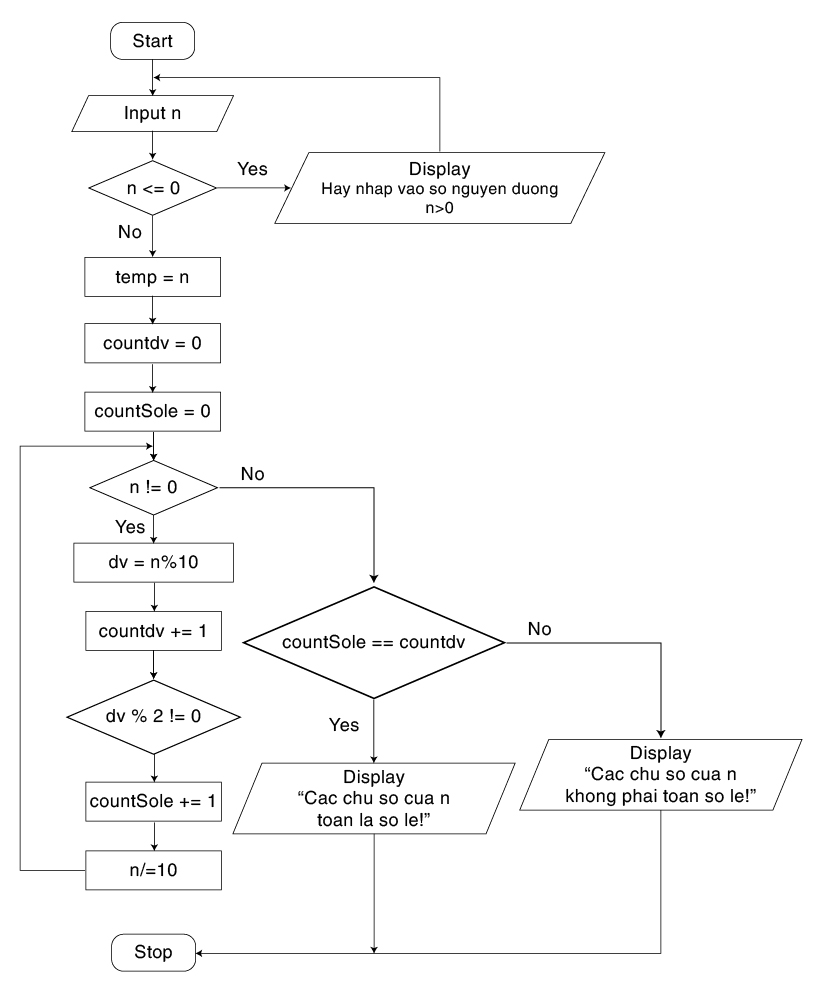 Start
Input n
n <= 0
Yes
Display
Hay nhap vao so nguyen duong
n>0
No
temp = n
countdv = 0
countSole = 0
n != 0
No
Yes
dv = n%10
countdv += 1
dv % 2 != 0
countSole += 1
n/=10
countSole == countdv
No
Yes
Display
“Cac chu so cua n
toan la so le!”
Display
“Cac chu so cua n
khong phai toan so le!”
Stop